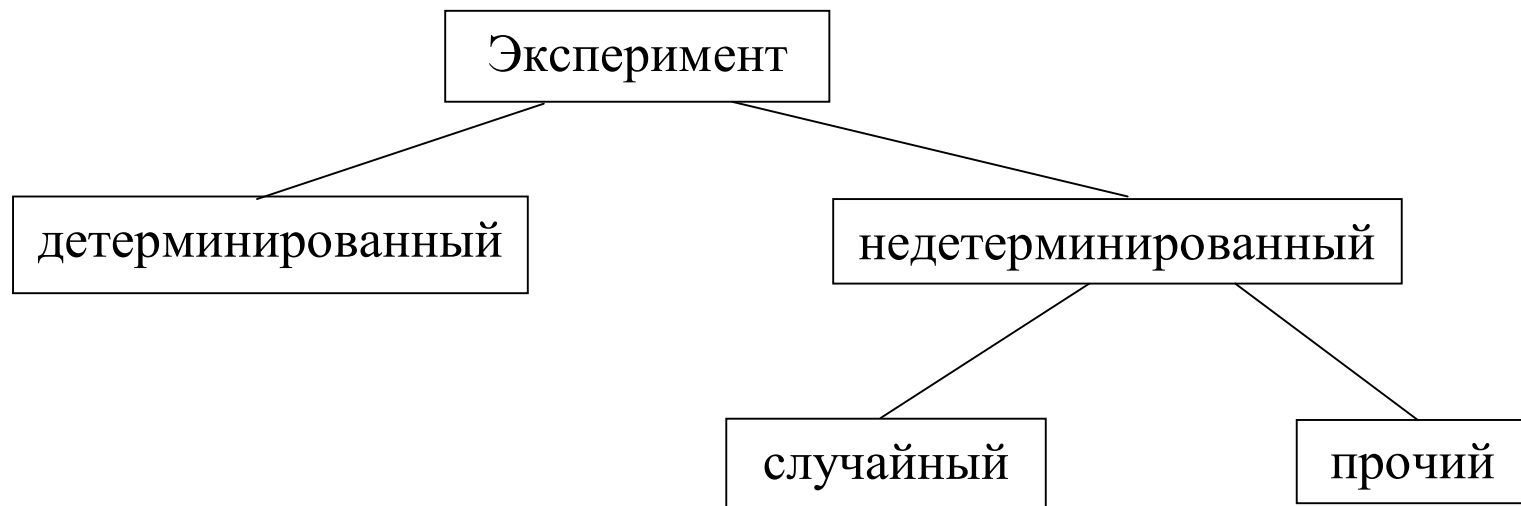 Эксперимент
детерминированный
недетерминированный
случайный
прочий